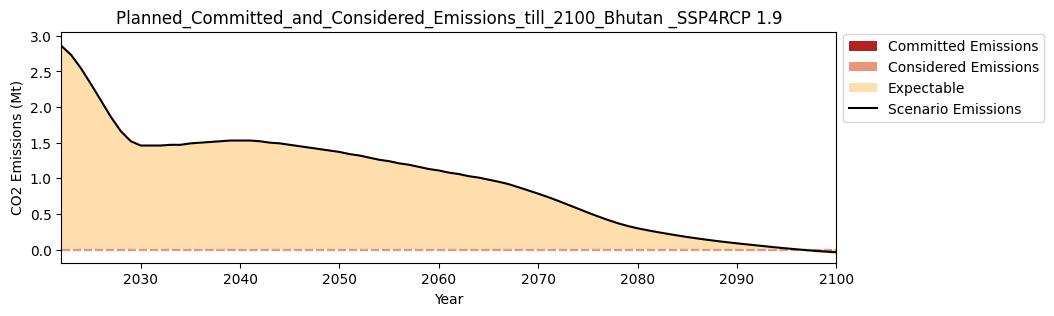 Planned_Committed_and_Considered_Emissions_till_2100_Bhutan _SSP4RCP 1.9
3.0
2.5
2.0
1.5
1.0
0.5
0.0
CO2 Emissions (Mt)
2030 2040 2050 2060 2070 2080 2090 2100
Year
Committed Emissions
Considered Emissions
Expectable
Scenario Emissions